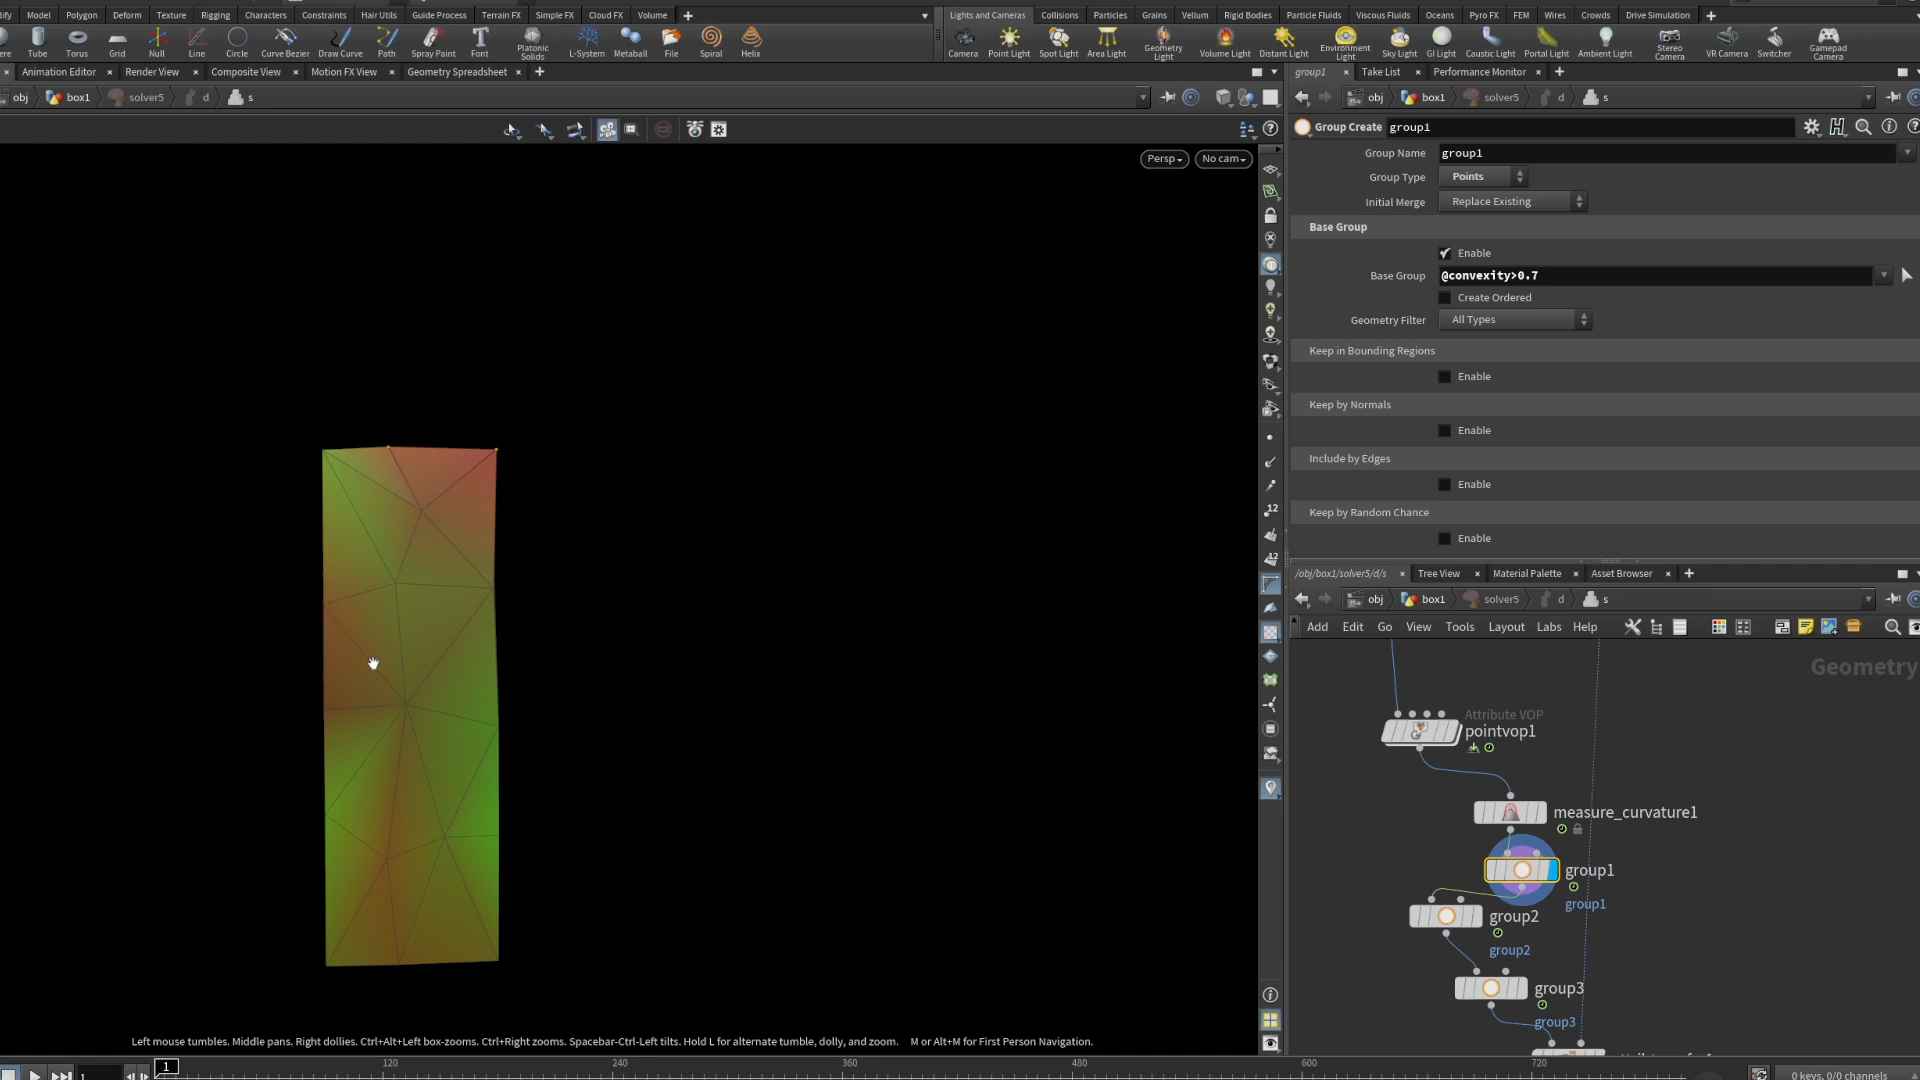 Model Polygon Deform Texture Rigging Characters Constraints Hair Utils Guide Process Terrain FX Simple FX Cloud FX Volume
Lights and Cameras Collisions Particles Grains Vellum Rigid Bodies Particle Fluids Viscous Fluids Oceans Pyro FX FEM Wires Crowds Drive Simulation
Tube Torus Grid Null Line Circle Curve Bezier Draw Curve Path Spray Paint Font Platonic Solids L-System Metaball File Spiral Helix
Camera Point Light Spot Light Area Light Geometry Light Volume Light Distant Light Environment Light Sky Light GI Light Caustic Light Portal Light Ambient Light Stereo Camera VR Camera Switcher Gamepad Camera
Animation Editor Render View Composite View Motion FX View Geometry Spreadsheet
group1 Take List Performance Monitor
obj box1 solver5 d s
obj box1 solver5 d s
Group Create group1
Persp No cam
Group Name group1
Group Type Points
Initial Merge Replace Existing
Base Group
Enable
Base Group @convexity>0.7
Create Ordered
Geometry Filter All Types
Keep in Bounding Regions
Enable
Keep by Normals
Enable
Include by Edges
Enable
Keep by Random Chance
Enable
/obj/box1/solver5/d/s Tree View Material Palette Asset Browser
obj box1 solver5 d s
Add Edit Go View Tools Layout Labs Help
Geometry
Attribute VOP
pointvop1
measure_curvature1
group1
group1
group2
group2
group3
group3
12
12
Left mouse tumbles. Middle pans. Right dollies. Ctrl+Alt+Left box-zooms. Ctrl+Right zooms. Spacebar-Ctrl-Left tilts. Hold L for alternate tumble, dolly, and zoom. M or Alt+M for First Person Navigation.
1 120 240 360 480 600 720
1
0 keys, 0/0 channels